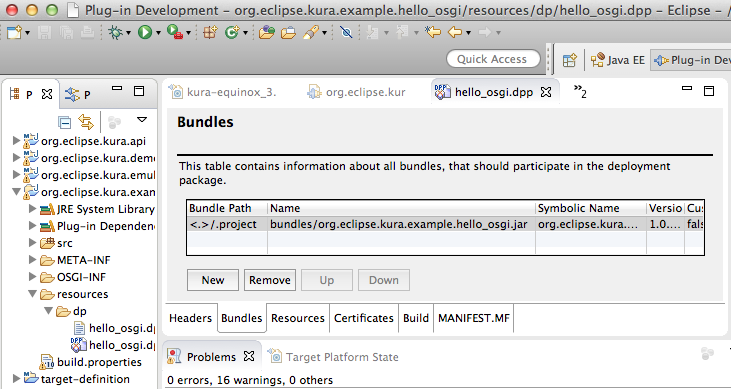 Plug-in Development – org.eclipse.kura.example.hello_osgi/resources/dp/hello_osgi.dpp – Eclipse – /
Quick Access
Java EE
Plug-in Dev
P
P
kura-equinox_3.
org.eclipse.kur
hello_osgi.dpp
»2
org.eclipse.kura.api
org.eclipse.kura.demo
org.eclipse.kura.emul
org.eclipse.kura.exam
JRE System Library
Plug-in Dependenc
src
META-INF
OSGI-INF
resources
dp
hello_osgi.dp
hello_osgi.dp
build.properties
target-definition
Bundles
This table contains information about all bundles, that should participate in the deployment
package.
Bundle Path Name Symbolic Name Versio Cus
<.>/.project bundles/org.eclipse.kura.example.hello_osgi.jar org.eclipse.kura.... 1.0.... fals
New Remove Up Down
Headers Bundles Resources Certificates Build MANIFEST.MF
Problems Target Platform State
0 errors, 16 warnings, 0 others